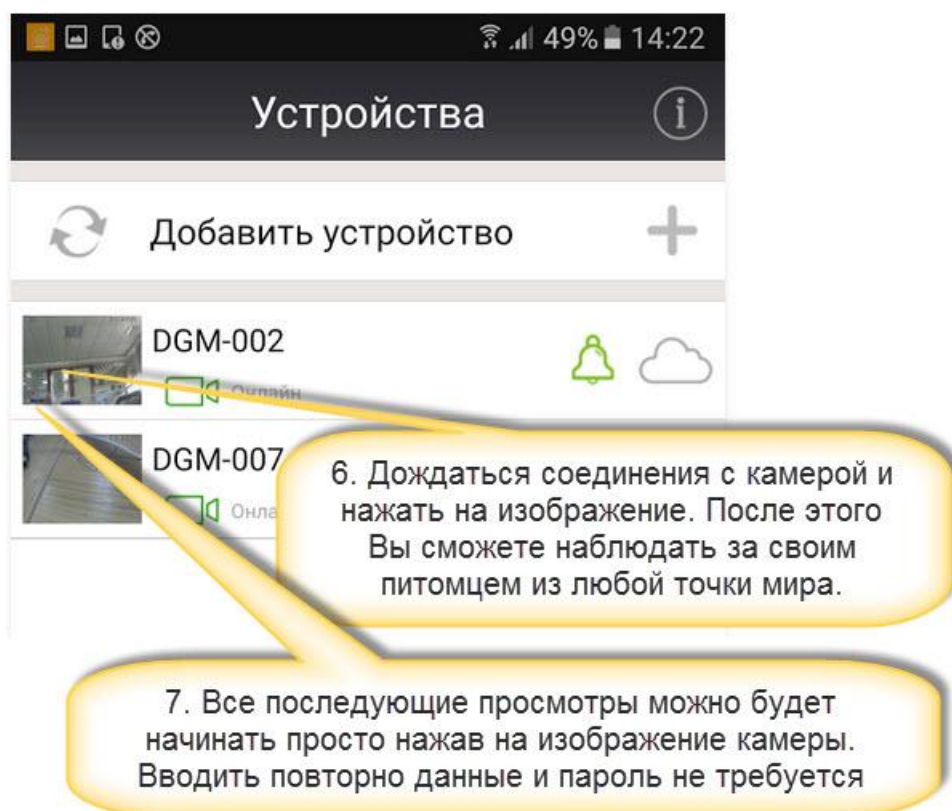 49% 14:22
Устройства
Добавить устройство
DGM-002
Онлайн
DGM-007
6. Дождаться соединения с камерой и
нажать на изображение. После этого
Вы сможете наблюдать за своим
питомцем из любой точки мира.
7. Все последующие просмотры можно будет
начинать просто нажав на изображение камеры.
Вводить повторно данные и пароль не требуется